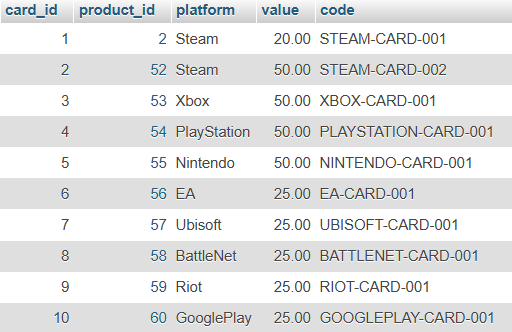 card_id product_id platform value code
1 2 Steam 20.00 STEAM-CARD-001
2 52 Steam 50.00 STEAM-CARD-002
3 53 Xbox 50.00 XBOX-CARD-001
4 54 PlayStation 50.00 PLAYSTATION-CARD-001
5 55 Nintendo 50.00 NINTENDO-CARD-001
6 56 EA 25.00 EA-CARD-001
7 57 Ubisoft 25.00 UBISOFT-CARD-001
8 58 BattleNet 25.00 BATTLENET-CARD-001
9 59 Riot 25.00 RIOT-CARD-001
10 60 GooglePlay 25.00 GOOGLEPLAY-CARD-001